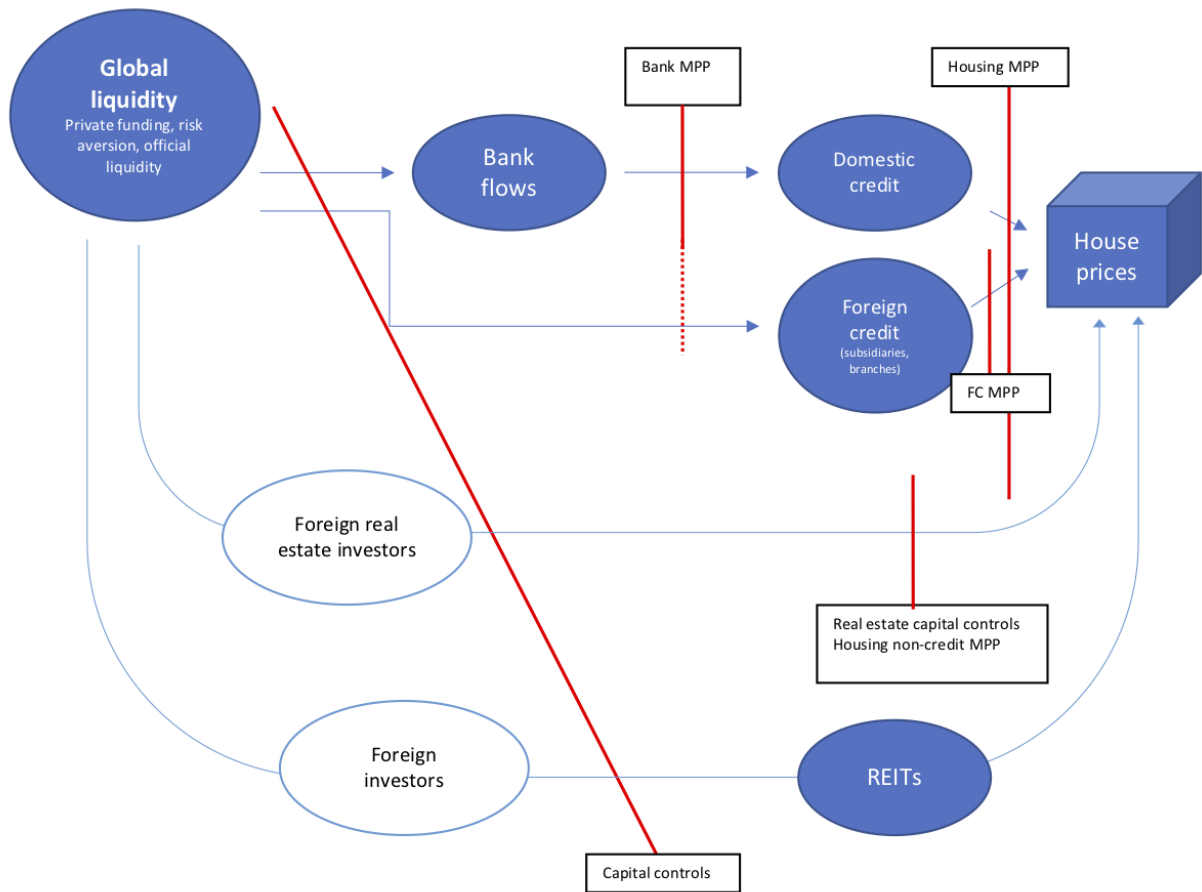 Global
liquidity
Private funding, risk
aversion, official
liquidity
Bank MPP
Housing MPP
Bank
flows
Domestic
credit
House
prices
Foreign
credit
(subsidiaries,
branches)
FC MPP
Foreign real
estate investors
Real estate capital controls
Housing non-credit MPP
Foreign
investors
REITs
Capital controls